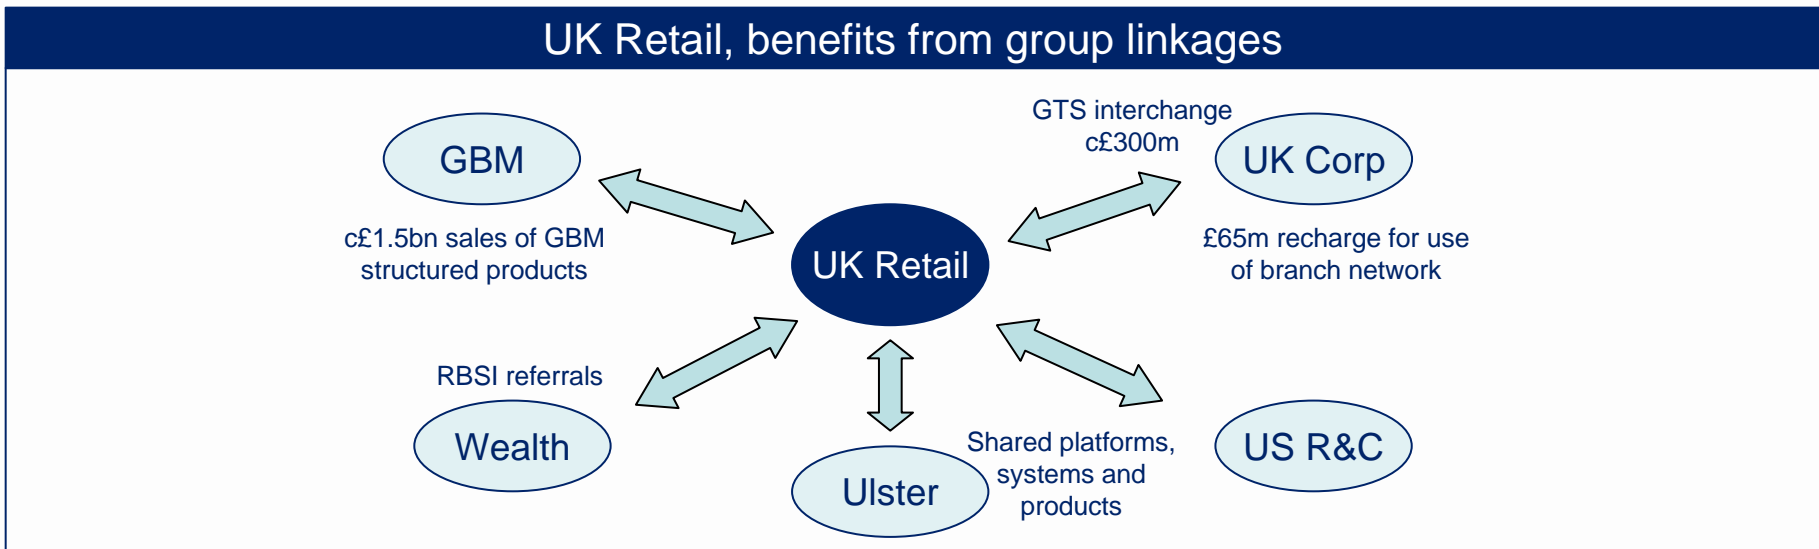 UK Retail, benefits from group linkages
GTS interchange
c£300m
GBM
UK Corp
c£1.5bn sales of GBM
structured products
UK Retail
£65m recharge for use
of branch network
RBSI referrals
Wealth
Ulster
Shared platforms,
systems and
products
US R&C